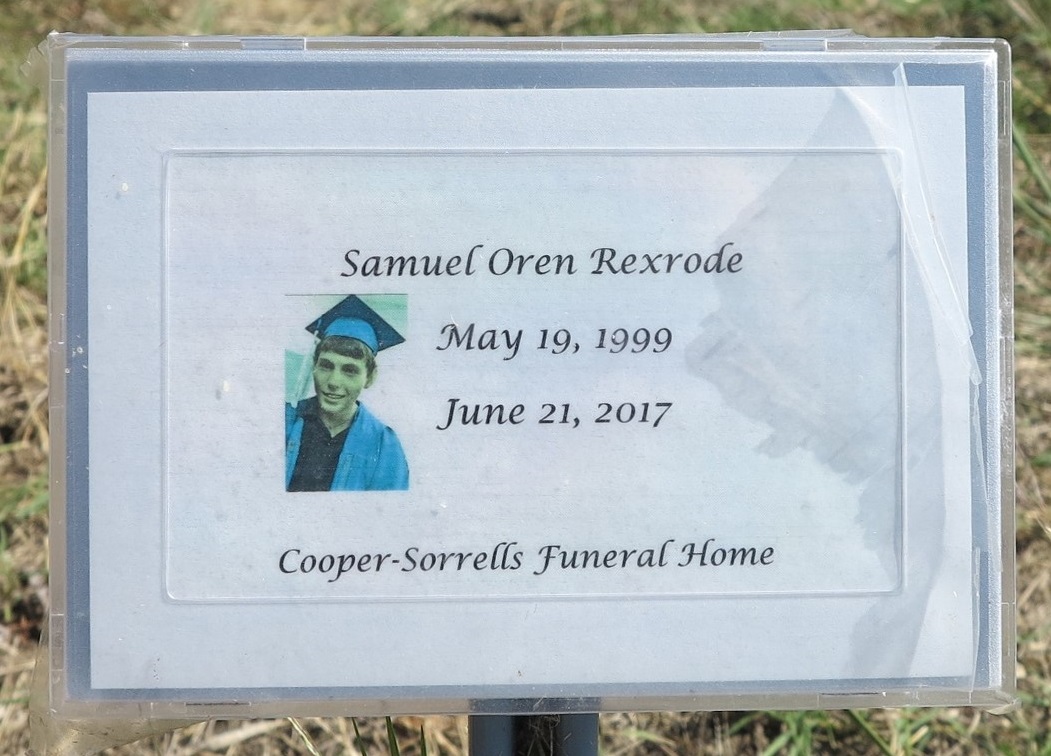 Samuel Oren Rexrode
May 19, 1999
June 21, 2017
Cooper-Sorrells Funeral Home